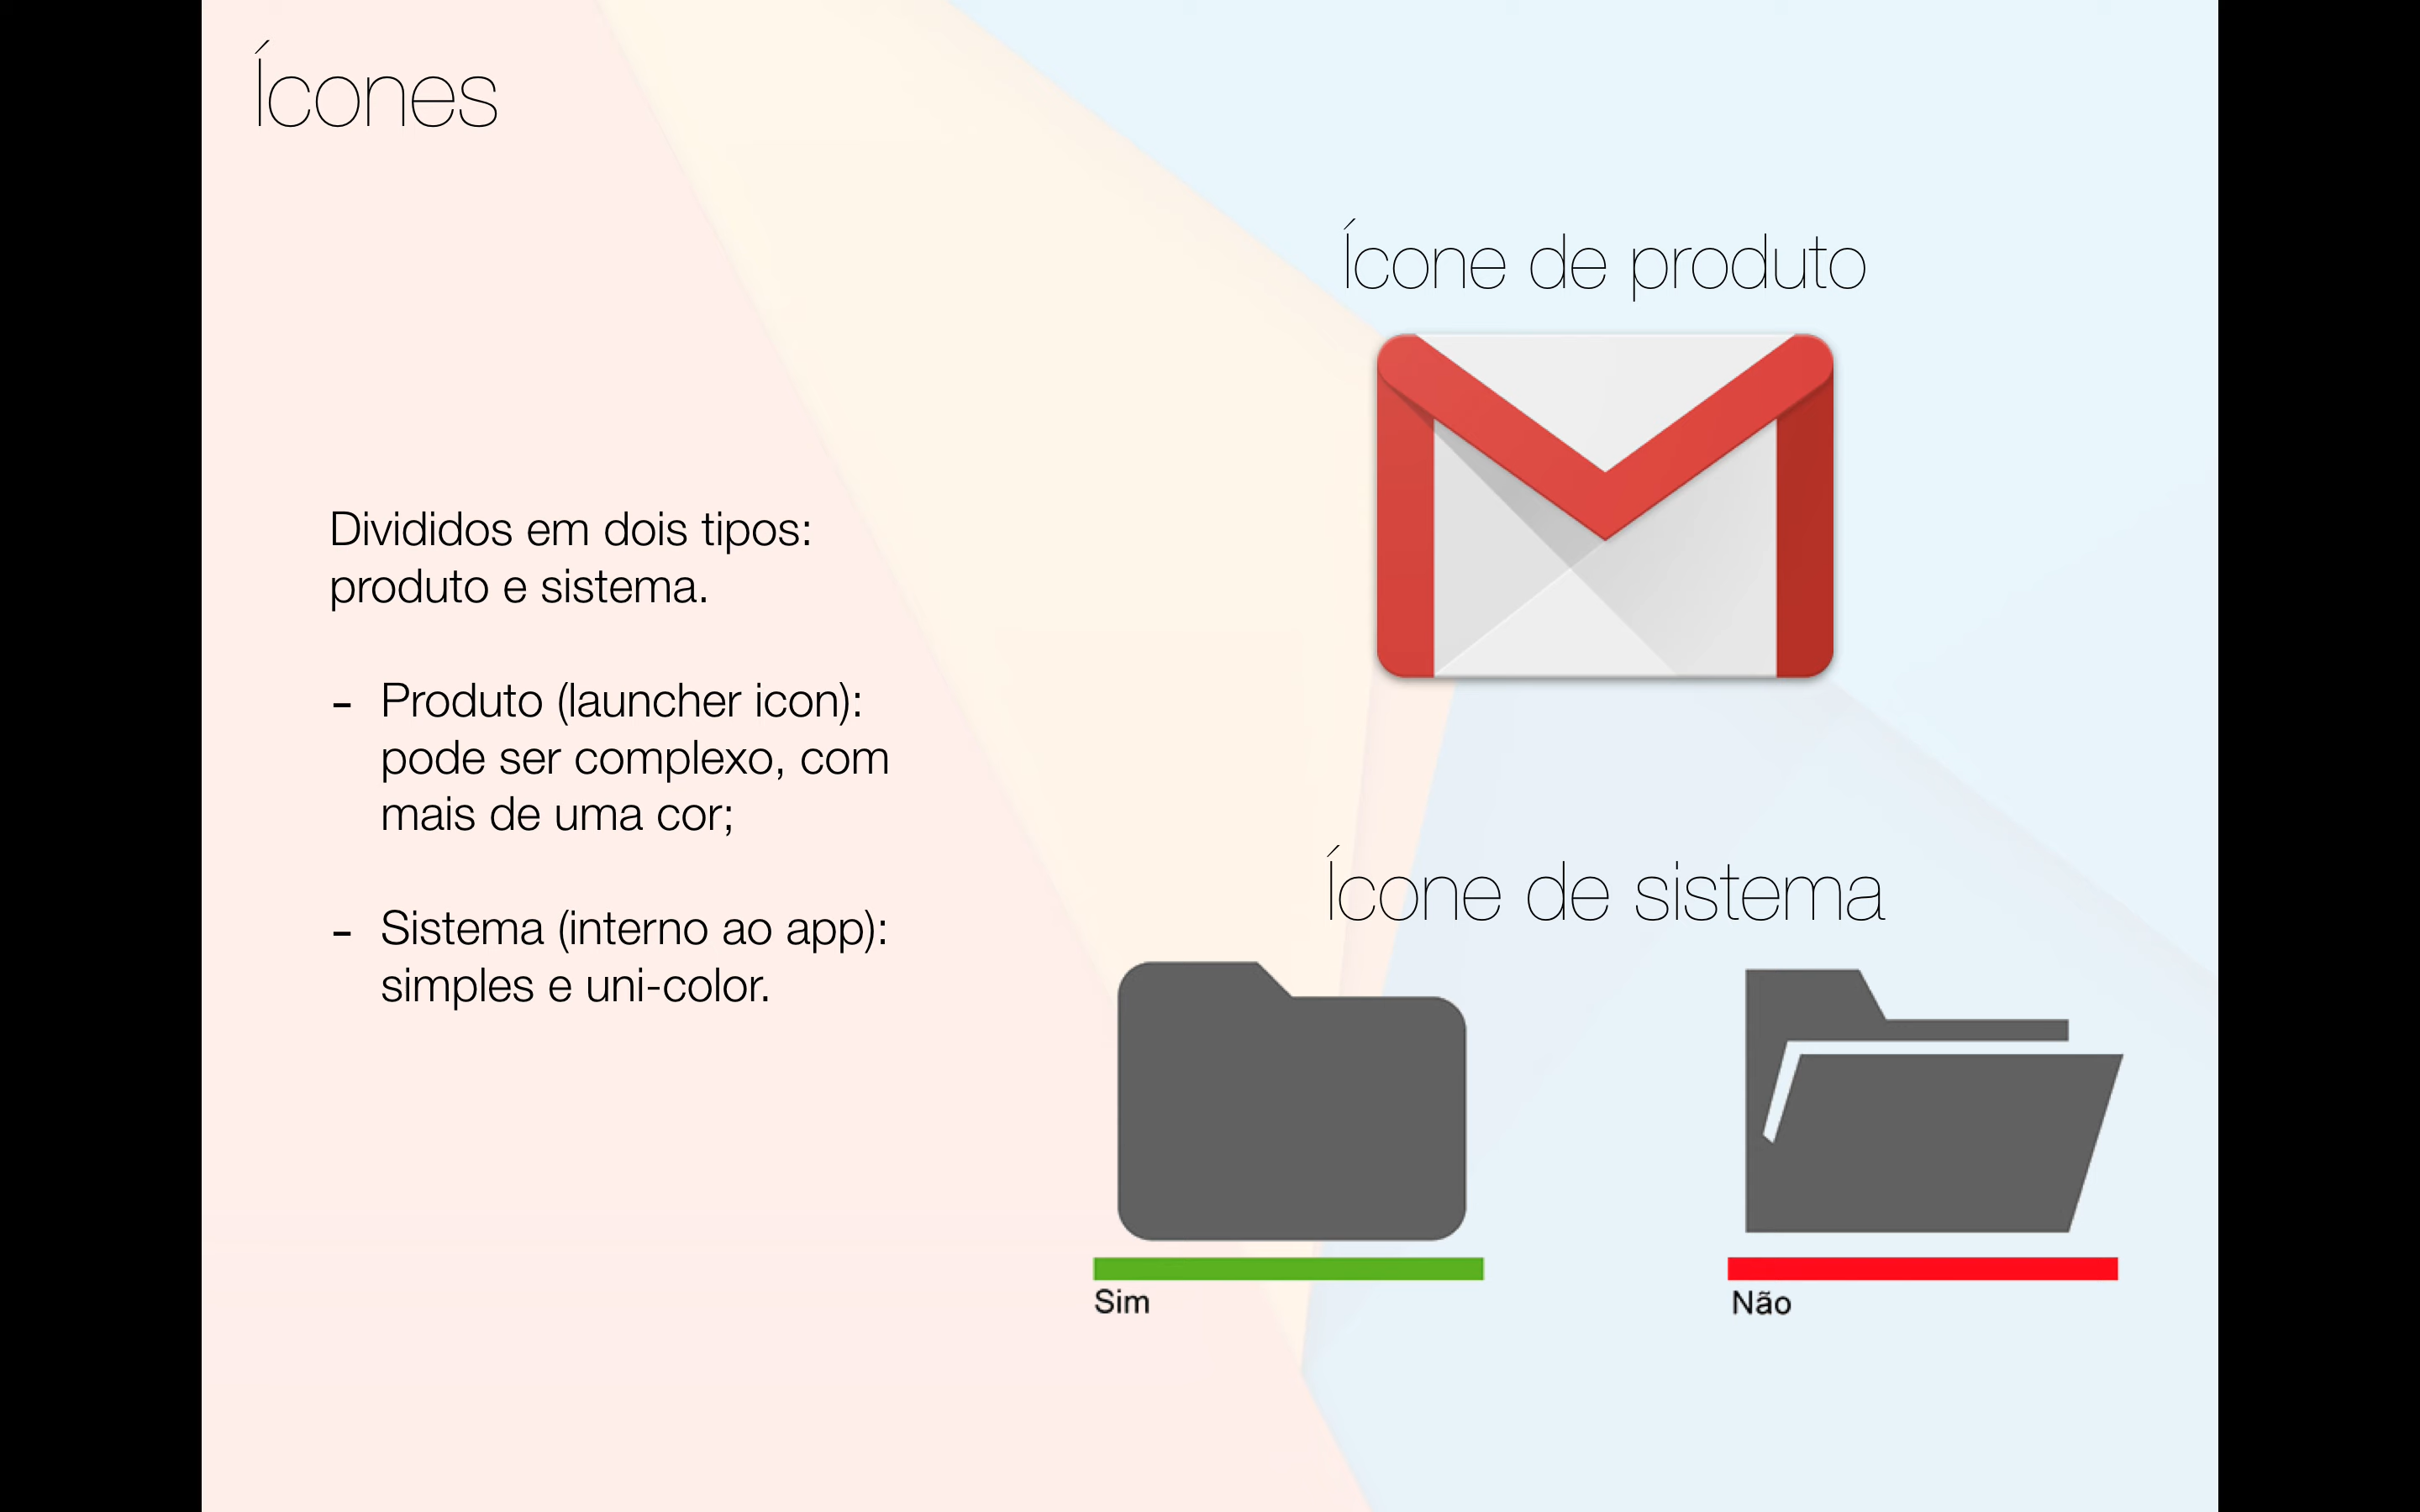 Ícones
Divididos em dois tipos:
produto e sistema.
- Produto (launcher icon):
pode ser complexo, com
mais de uma cor;
- Sistema (interno ao app):
simples e uni-color.
Ícone de produto
Ícone de sistema
Sim
Não